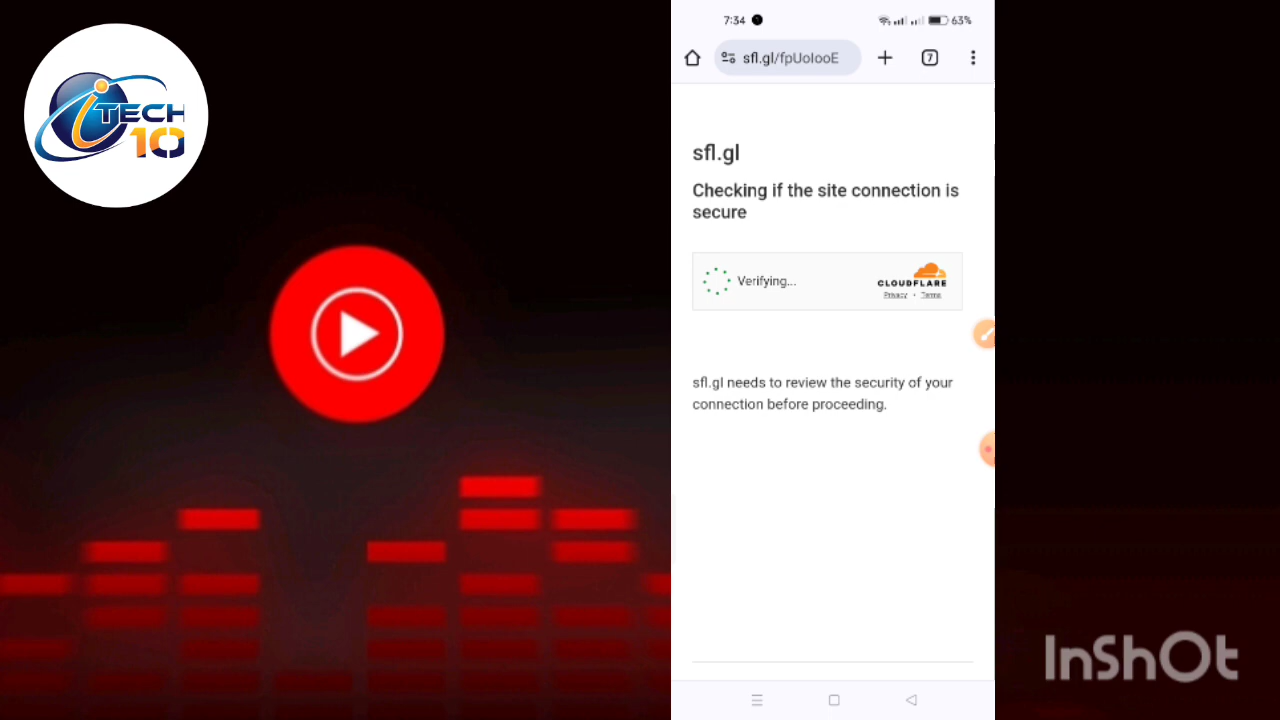 iTECH
10
7:34
63%
sfl.gl/fpUoIooE
7
sfl.gl
Checking if the site connection is
secure
Verifying...
CLOUDFLARE
Privacy • Terms
sfl.gl needs to review the security of your
connection before proceeding.
InShOt